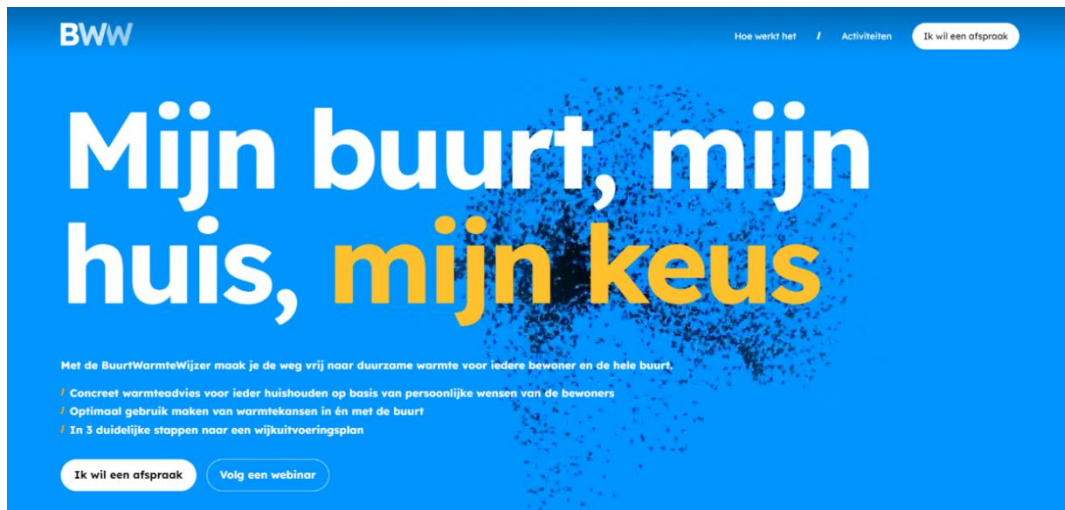 BWW
Hoe werkt het / Activiteiten Ik wil een afspraak
Mijn buurt, mijn
huis, mijn keus
Met de BuurtWarmteWijzer maak je de weg vrij naar duurzame warmte voor iedere bewoner en de hele buurt.
/ Concreet warmteadvies voor ieder huishouden op basis van persoonlijke wensen van de bewoners
/ Optimaal gebruik maken van warmtekansen in én met de buurt
/ In 3 duidelijke stappen naar een wijkuitvoeringsplan
Ik wil een afspraak Volg een webinar